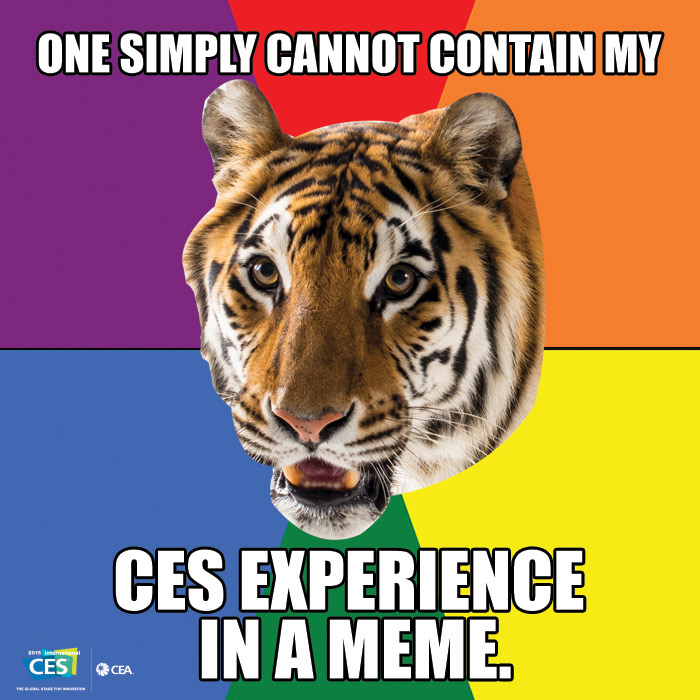 ONE SIMPLY CANNOT CONTAIN MY
CES EXPERIENCE
IN A MEME.
2015 International
CES
THE GLOBAL STAGE FOR INNOVATION
CEA